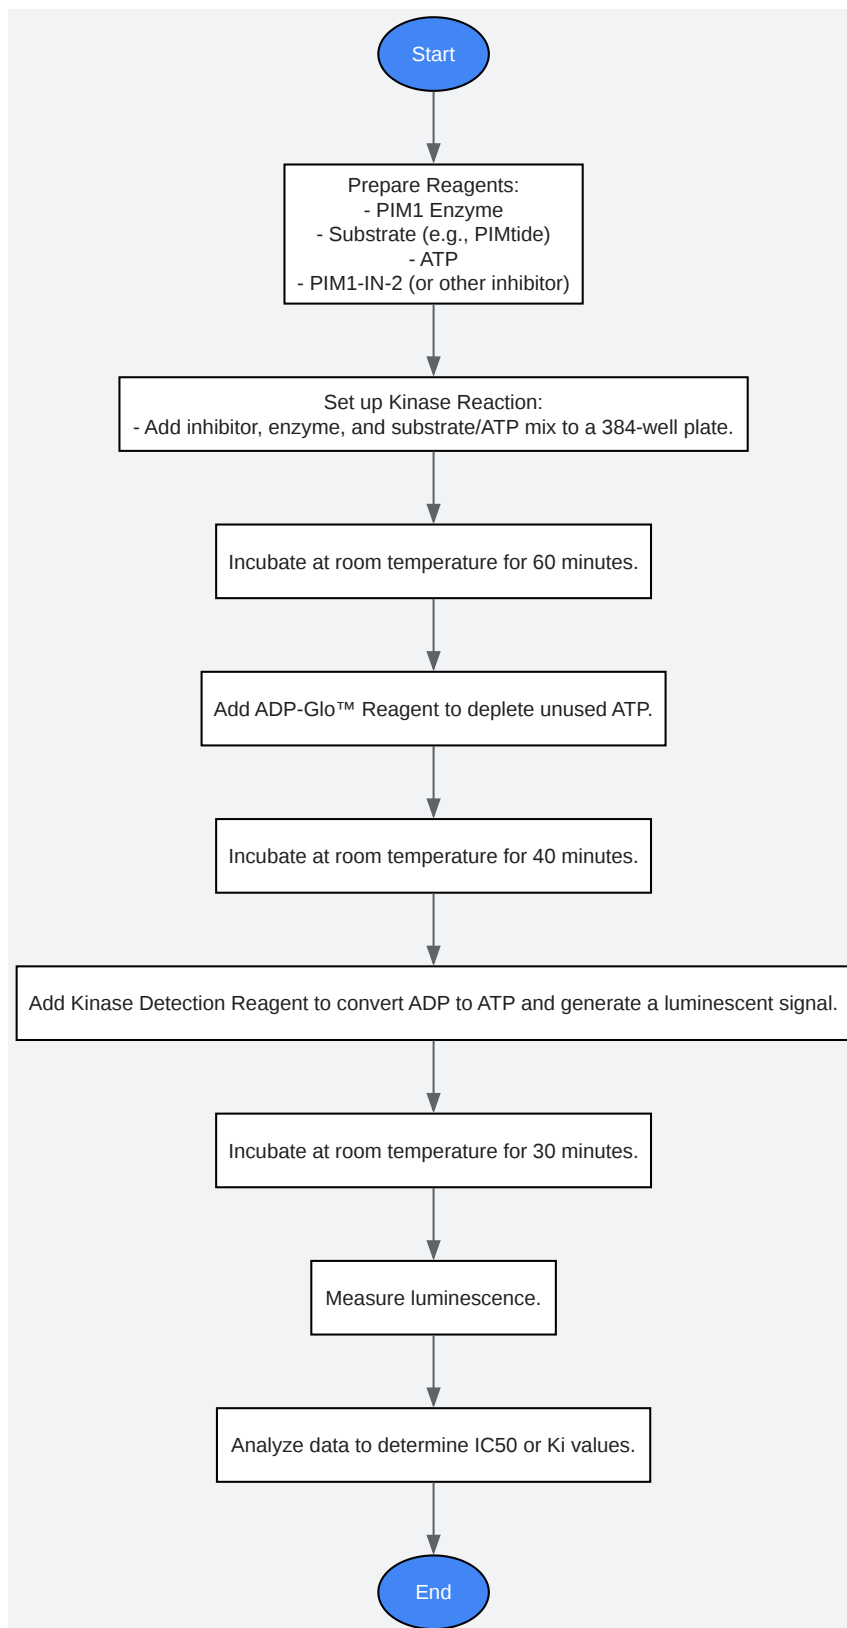 Start
Prepare Reagents:
- PIM1 Enzyme
- Substrate (e.g., PIMtide)
- ATP
- PIM1-IN-2 (or other inhibitor)
Set up Kinase Reaction:
- Add inhibitor, enzyme, and substrate/ATP mix to a 384-well plate.
Incubate at room temperature for 60 minutes.
Add ADP-Glo™ Reagent to deplete unused ATP.
Incubate at room temperature for 40 minutes.
Add Kinase Detection Reagent to convert ADP to ATP and generate a luminescent signal.
Incubate at room temperature for 30 minutes.
Measure luminescence.
Analyze data to determine IC50 or Ki values.
End